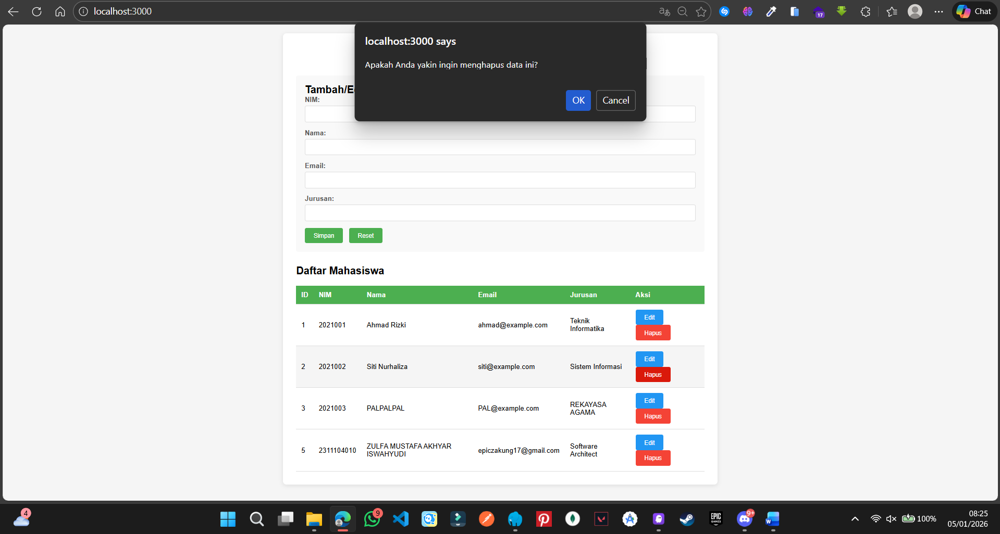 localhost:3000
17
Chat
localhost:3000 says
Apakah Anda yakin ingin menghapus data ini?
OK
Cancel
Tambah/E
NIM:
Nama:
Email:
Jurusan:
Simpan
Reset
Daftar Mahasiswa
ID NIM Nama Email Jurusan Aksi
1 2021001 Ahmad Rizki ahmad@example.com Teknik Informatika Edit Hapus
2 2021002 Siti Nurhaliza siti@example.com Sistem Informasi Edit Hapus
3 2021003 PALPALPAL PAL@example.com REKAYASA AGAMA Edit Hapus
5 2311104010 ZULFA MUSTAFA AKHYAR ISWAHYUDI epiczakung17@gmail.com Software Architect Edit Hapus
4
9
EPIC GAMES
9+
W
100%
08:25
05/01/2026